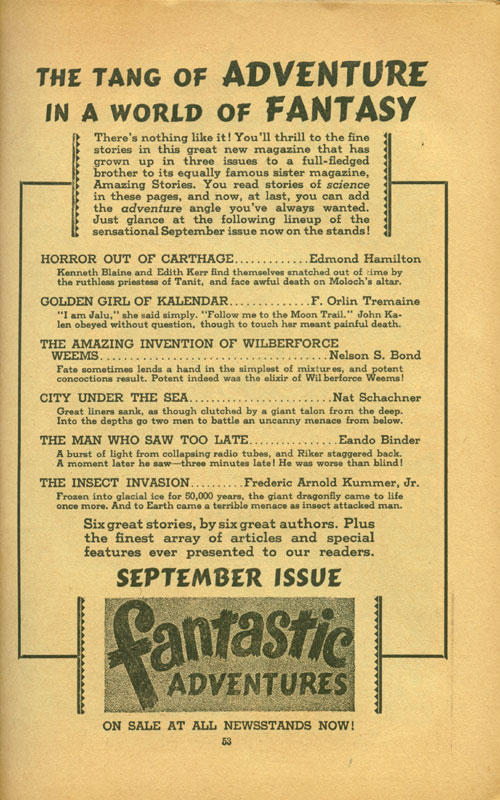 THE TANG OF ADVENTURE
IN A WORLD OF FANTASY
There's nothing like it! You'll thrill to the fine
stories in this great new magazine that has
grown up in three issues to a full-fledged
brother to its equally famous sister magazine,
Amazing Stories. You read stories of science
in these pages, and now, at last, you can add
the adventure angle you've always wanted.
Just glance at the following lineup of the
sensational September issue now on the stands!
HORROR OUT OF CARTHAGE............Edmond Hamilton
Kenneth Blaine and Edith Kerr find themselves snatched out of time by
the ruthless priestess of Tanit, and face awful death on Moloch's altar.
GOLDEN GIRL OF KALENDAR.............F. Orlin Tremaine
"I am Jalu," she said simply. "Follow me to the Moon Trail." John Ka-
len obeyed without question, though to touch her meant painful death.
THE AMAZING INVENTION OF WILBERFORCE
WEEMS.....................................Nelson S. Bond
Fate sometimes lends a hand in the simplest of mixtures, and potent
concoctions result. Potent indeed was the elixir of Wilberforce Weems!
CITY UNDER THE SEA.......................Nat Schachner
Great liners sank, as though clutched by a giant talon from the deep.
Into the depths go two men to battle an uncanny menace from below.
THE MAN WHO SAW TOO LATE...............Eando Binder
A burst of light from collapsing radio tubes, and Riker staggered back.
A moment later he saw—three minutes late! He was worse than blind!
THE INSECT INVASION.........Frederic Arnold Kummer, Jr.
Frozen into glacial ice for 50,000 years, the giant dragonfly came to life
once more. And to Earth came a terrible menace as insect attacked man.
Six great stories, by six great authors. Plus
the finest array of articles and special
features ever presented to our readers.
SEPTEMBER ISSUE
fantastic
ADVENTURES
ON SALE AT ALL NEWSSTANDS NOW!
53